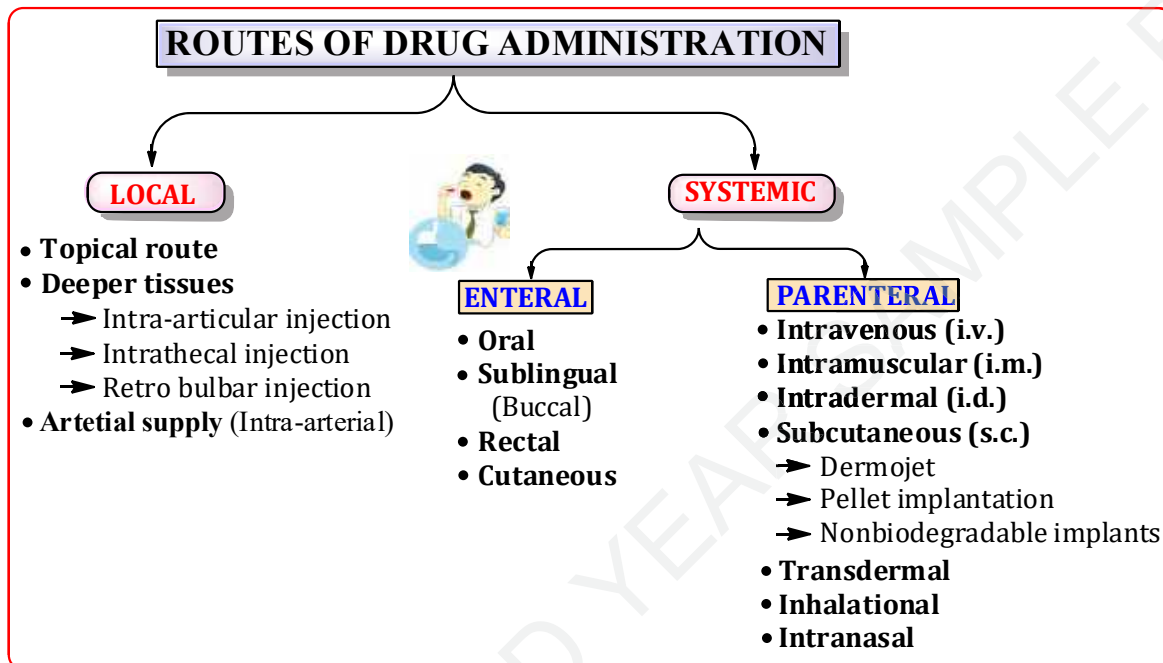 ROUTES OF DRUG ADMINISTRATION
LOCAL
• Topical route
• Deeper tissues
→ Intra-articular injection
→ Intrathecal injection
→ Retro bulbar injection
• Artetial supply (Intra-arterial)
SYSTEMIC
ENTERAL
• Oral
• Sublingual
(Buccal)
• Rectal
• Cutaneous
PARENTERAL
• Intravenous (i.v.)
• Intramuscular (i.m.)
• Intradermal (i.d.)
• Subcutaneous (s.c.)
→ Dermojet
→ Pellet implantation
→ Nonbiodegradable implants
• Transdermal
• Inhalational
• Intranasal
D YEAR SAMPLE